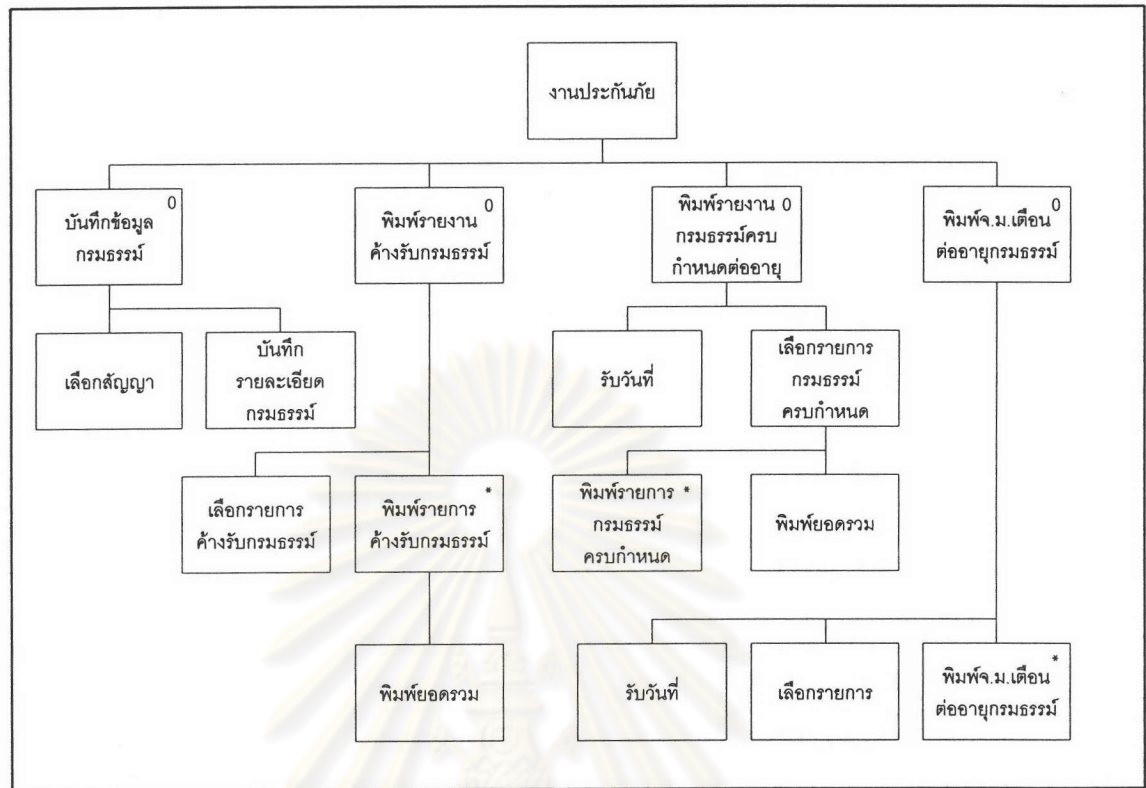 งานประกันภัย
0
บันทึกข้อมูล
กรมธรรม์
0
พิมพ์รายงาน
ค้างรับกรมธรรม์
พิมพ์รายงาน 0
กรมธรรม์ครบ
กำหนดต่ออายุ
0
พิมพ์จ.ม.เตือน
ต่ออายุกรมธรรม์
เลือกสัญญา
บันทึก
รายละเอียด
กรมธรรม์
รับวันที่
เลือกรายการ
กรมธรรม์
ครบกำหนด
เลือกรายการ
ค้างรับกรมธรรม์
*
พิมพ์รายการ
ค้างรับกรมธรรม์
พิมพ์รายการ *
กรมธรรม์
ครบกำหนด
พิมพ์ยอดรวม
พิมพ์ยอดรวม
รับวันที่
เลือกรายการ
*
พิมพ์จ.ม.เตือน
ต่ออายุกรมธรรม์